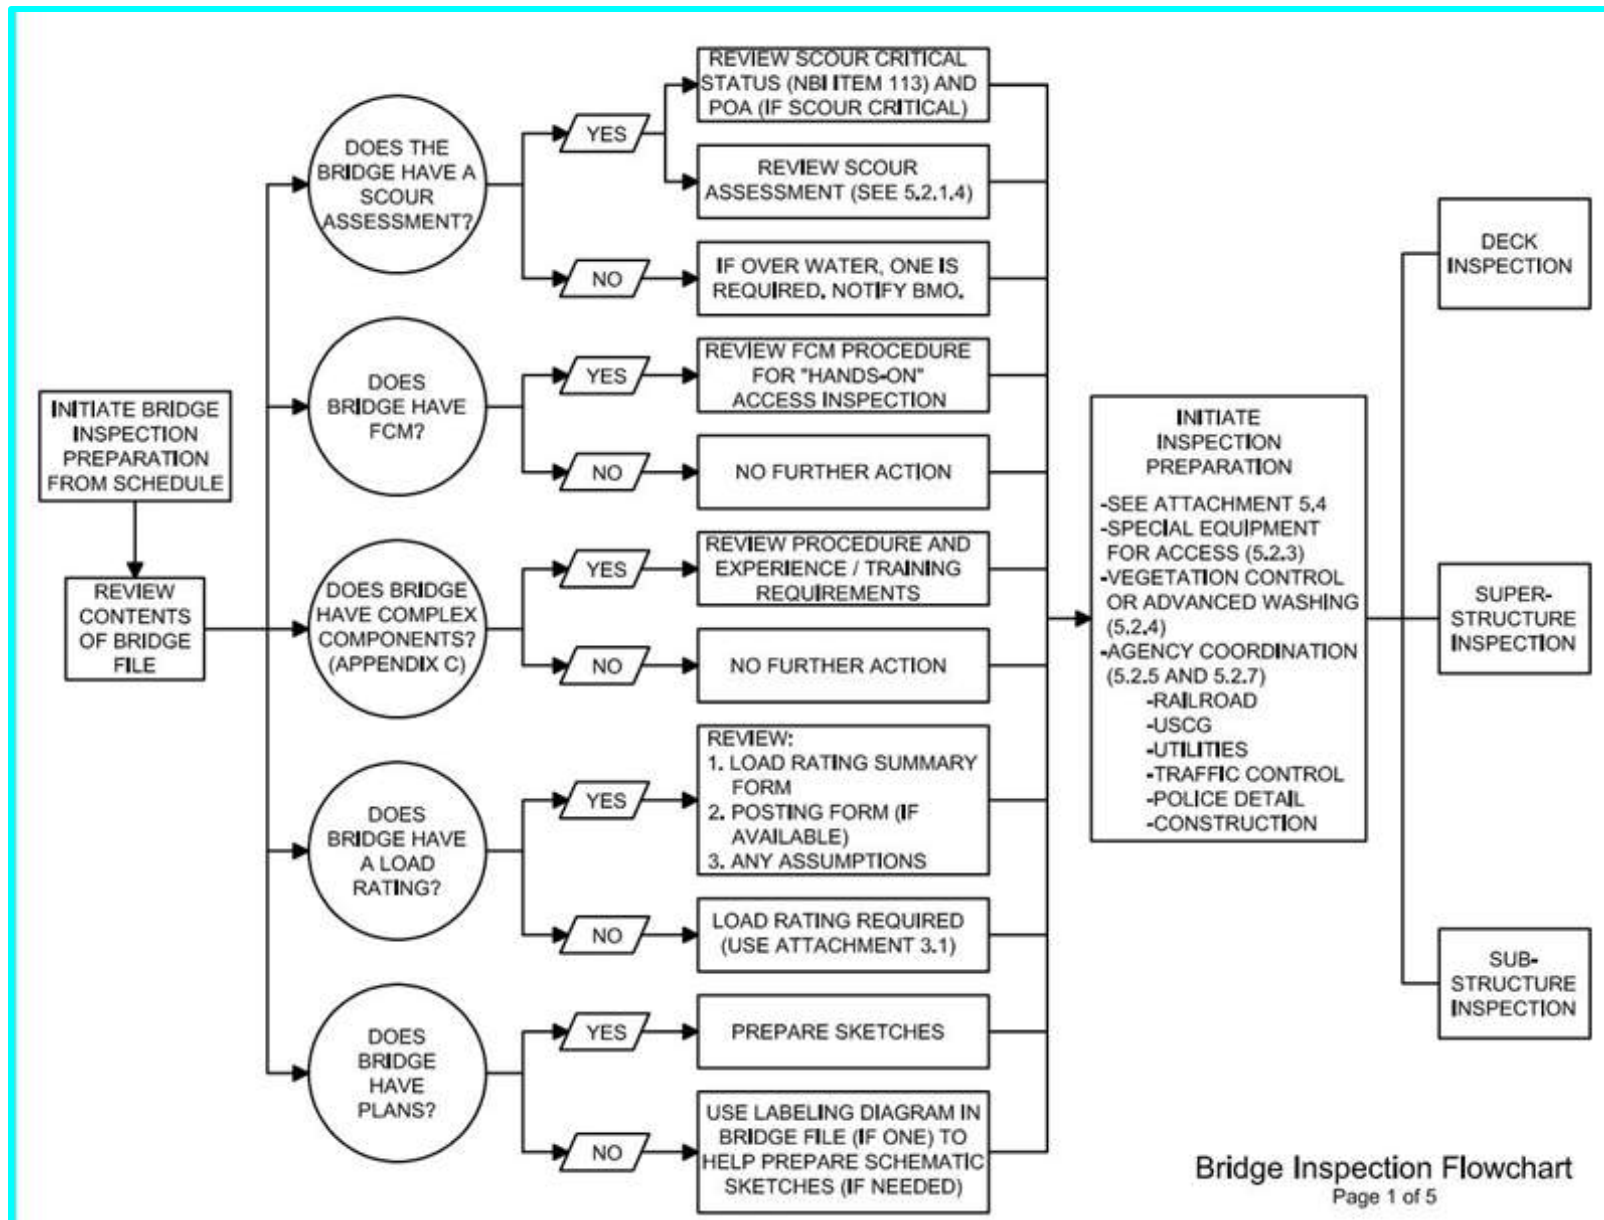 INITIATE BRIDGE
INSPECTION
PREPARATION
FROM SCHEDULE
REVIEW
CONTENTS
OF BRIDGE
FILE
DOES THE
BRIDGE HAVE A
SCOUR
ASSESSMENT?
YES
REVIEW SCOUR CRITICAL
STATUS (NBI ITEM 113) AND
POA (IF SCOUR CRITICAL)
REVIEW SCOUR
ASSESSMENT (SEE 5.2.1.4)
NO
IF OVER WATER, ONE IS
REQUIRED. NOTIFY BMO.
DOES
BRIDGE HAVE
FCM?
YES
REVIEW FCM PROCEDURE
FOR "HANDS-ON"
ACCESS INSPECTION
NO
NO FURTHER ACTION
DOES BRIDGE
HAVE COMPLEX
COMPONENTS?
(APPENDIX C)
YES
REVIEW PROCEDURE AND
EXPERIENCE / TRAINING
REQUIREMENTS
NO
NO FURTHER ACTION
DOES
BRIDGE HAVE
A LOAD
RATING?
YES
REVIEW:
1. LOAD RATING SUMMARY
FORM
2. POSTING FORM (IF
AVAILABLE)
3. ANY ASSUMPTIONS
NO
LOAD RATING REQUIRED
(USE ATTACHMENT 3.1)
DOES
BRIDGE
HAVE
PLANS?
YES
PREPARE SKETCHES
NO
USE LABELING DIAGRAM IN
BRIDGE FILE (IF ONE) TO
HELP PREPARE SCHEMATIC
SKETCHES (IF NEEDED)
INITIATE
INSPECTION
PREPARATION
-SEE ATTACHMENT 5.4
-SPECIAL EQUIPMENT
FOR ACCESS (5.2.3)
-VEGETATION CONTROL
OR ADVANCED WASHING
(5.2.4)
-AGENCY COORDINATION
(5.2.5 AND 5.2.7)
-RAILROAD
-USCG
-UTILITIES
-TRAFFIC CONTROL
-POLICE DETAIL
-CONSTRUCTION
DECK
INSPECTION
SUPER-
STRUCTURE
INSPECTION
SUB-
STRUCTURE
INSPECTION
Bridge Inspection Flowchart
Page 1 of 5